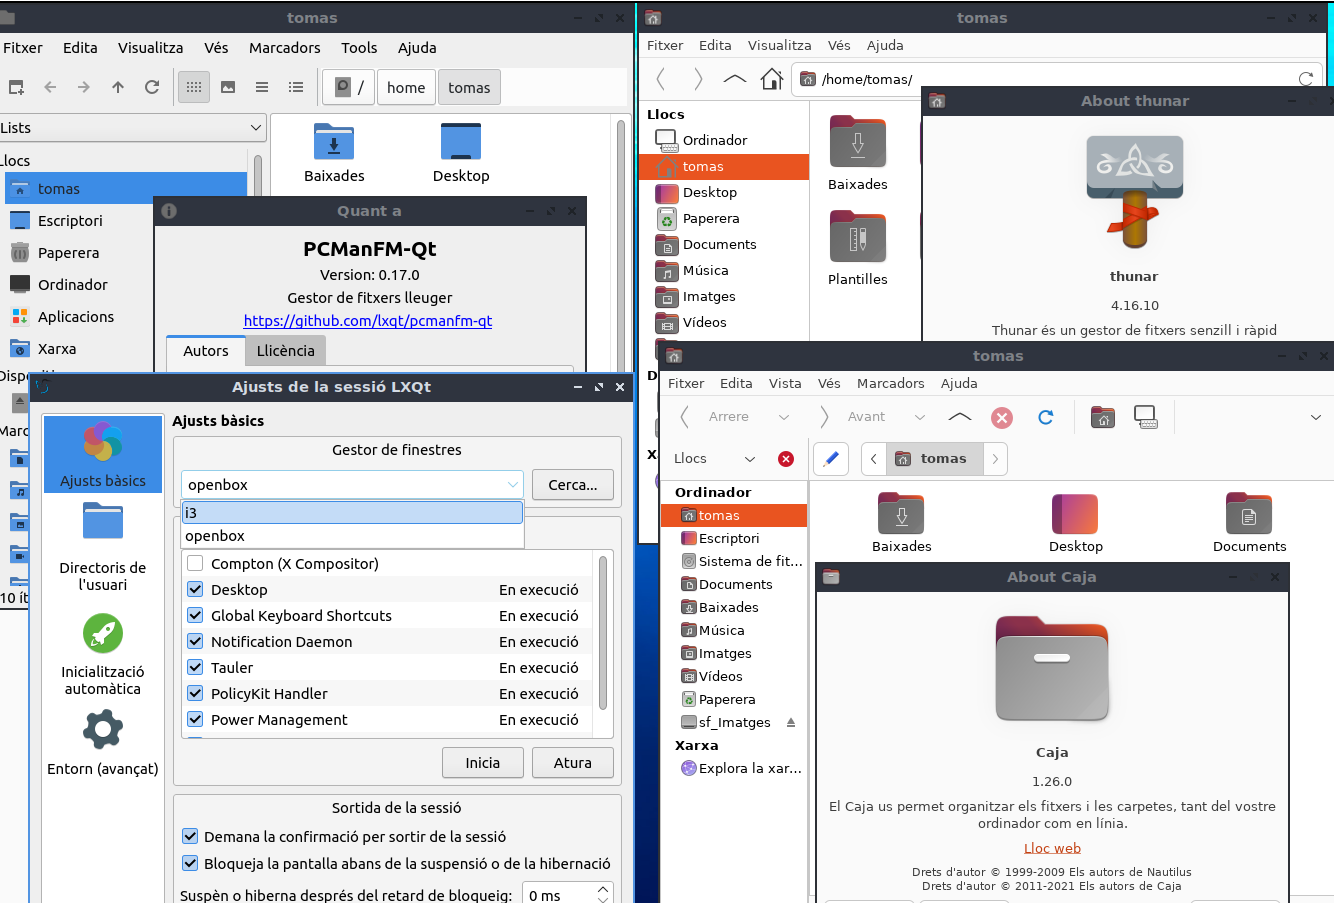 tomas
Fitxer Edita Visualitza Vés Marcadors Tools Ajuda
/ home tomas
Lists
Llocs
tomas
Escriptori
Paperera
Ordinador
Aplicacions
Xarxa
Baixades Desktop
Quant a
PCManFM-Qt
Version: 0.17.0
Gestor de fitxers lleuger
https://github.com/lxqt/pcmanfm-qt
Autors Llicència
Ajusts de la sessió LXQt
Ajusts bàsics
Directoris de
l'usuari
Inicialització
automàtica
Entorn (avançat)
Ajusts bàsics
Gestor de finestres
openbox Cerca...
i3
openbox
Compton (X Compositor)
Desktop En execució
Global Keyboard Shortcuts En execució
Notification Daemon En execució
Tauler En execució
PolicyKit Handler En execució
Power Management En execució
Inicia Atura
Sortida de la sessió
Demana la confirmació per sortir de la sessió
Bloqueja la pantalla abans de la suspensió o de la hibernació
Suspèn o hiberna després del retard de bloqueig: 0 ms
tomas
Fitxer Edita Visualitza Vés Ajuda
/home/tomas/
Llocs
Ordinador
tomas
Desktop
Paperera
Documents
Música
Imatges
Vídeos
Baixades
Plantilles
About thunar
thunar
4.16.10
Thunar és un gestor de fitxers senzill i ràpid
tomas
Fitxer Edita Vista Vés Marcadors Ajuda
Arrere Avant
Llocs tomas
Ordinador
tomas
Escriptori
Sistema de fit...
Documents
Baixades
Música
Imatges
Vídeos
Paperera
sf_Imatges
Xarxa
Explora la xar...
Baixades Desktop Documents
About Caja
Caja
1.26.0
El Caja us permet organitzar els fitxers i les carpetes, tant del vostre
ordinador com en línia.
Lloc web
Drets d'autor © 1999-2009 Els autors de Nautilus
Drets d'autor © 2011-2021 Els autors de Caja